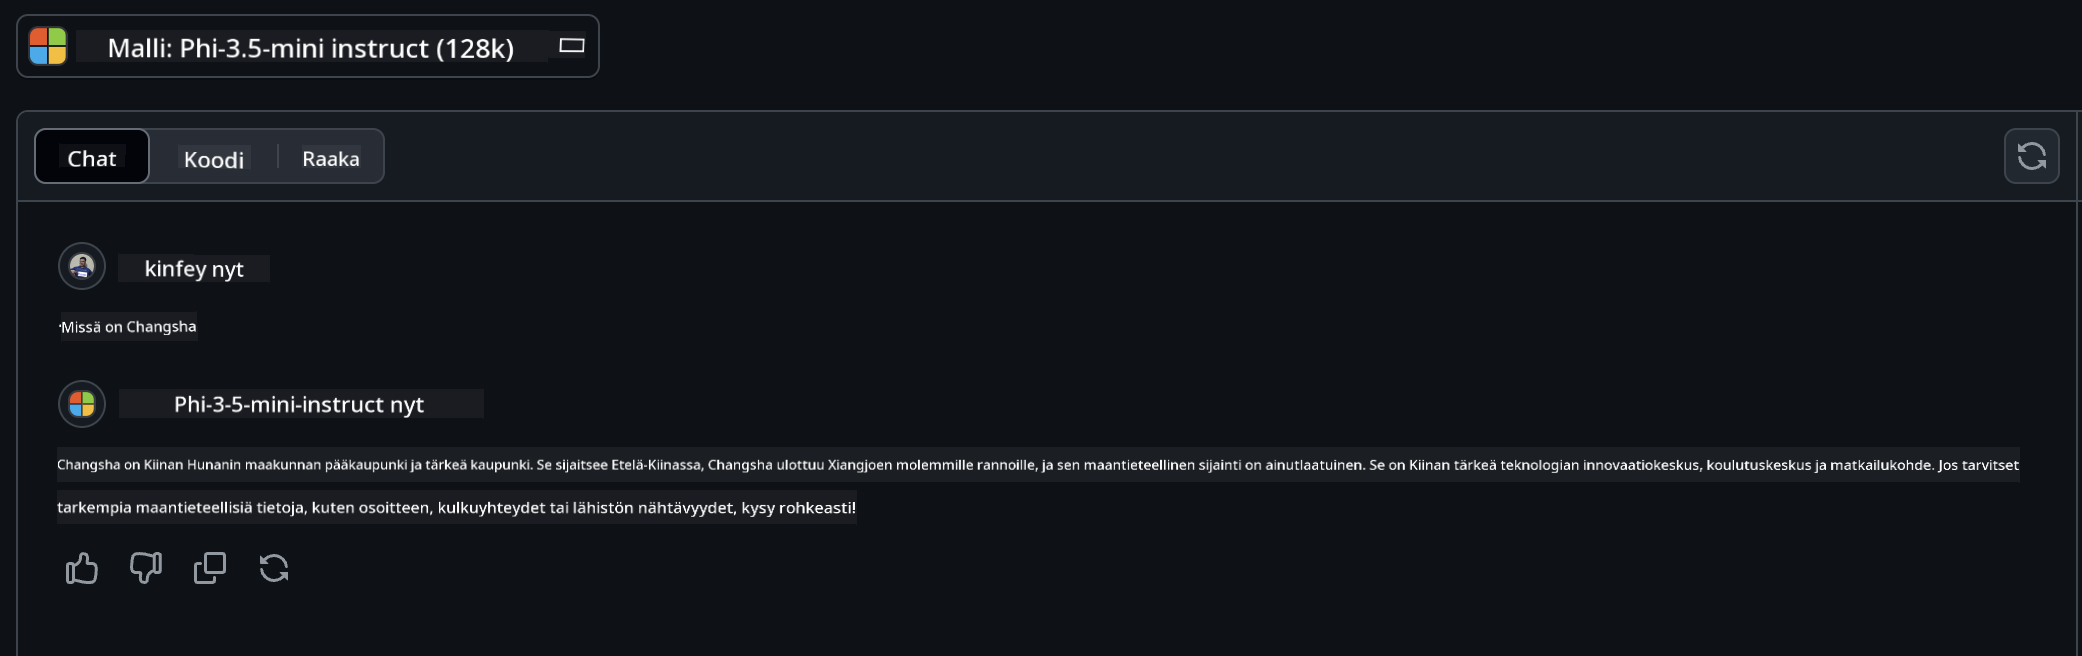 Malli: Phi-3.5-mini instruct (128k)
Chat
Koodi
Raaka
kinfey nyt
Missä on Changsha
Phi-3-5-mini-instruct nyt
Changsha on Kiinan Hunanin maakunnan pääkaupunki ja tärkeä kaupunki. Se sijaitsee Etelä-Kiinassa, Changsha ulottuu Xiangjoen molemmille rannoille, ja sen maantieteellinen sijainti on ainutlaatuinen. Se on Kiinan tärkeä teknologian innovaatiokeskus, koulutuskeskus ja matkailukohde. Jos tarvitset
tarkempia maantieteellisiä tietoja, kuten osoitteen, kulkuyhteydet tai lähistön nähtävyydet, kysy rohkeasti!